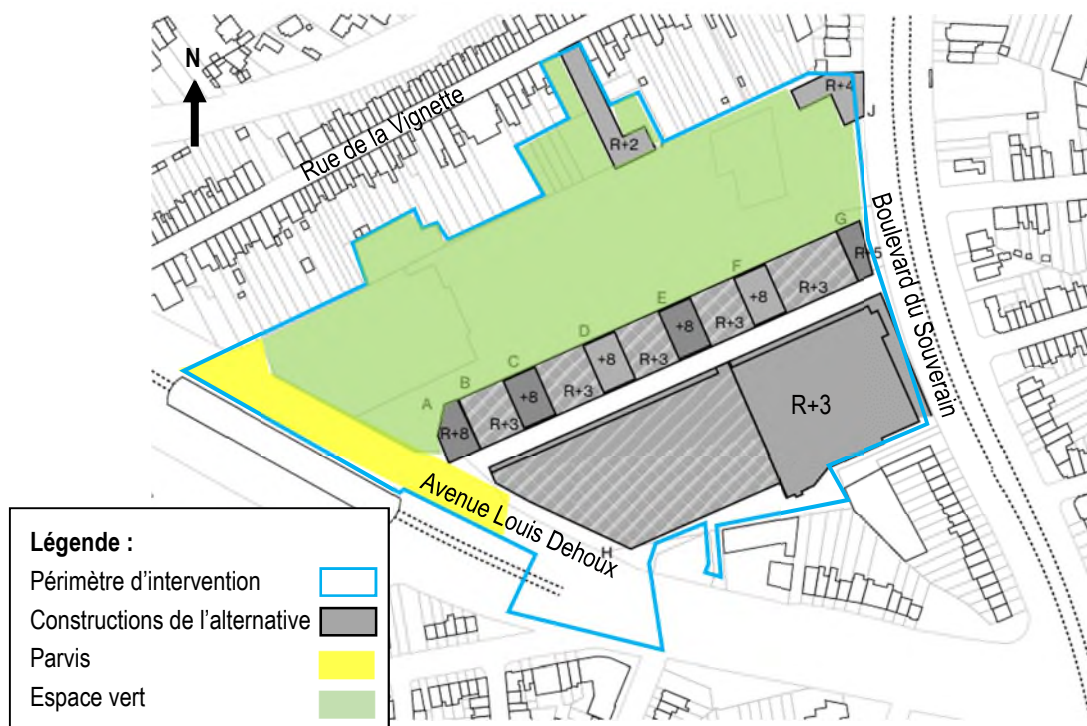 N
Rue de la Vignette
R+2
R+4
J
Boulevard du Souverain
G
R+5
F
+8
R+3
E
+8
R+3
D
+8
R+3
C
+8
R+3
B
R+3
A
R+8
R+3
Avenue Louis Dehoux
H
Légende :
Périmètre d'intervention
Constructions de l'alternative
Parvis
Espace vert